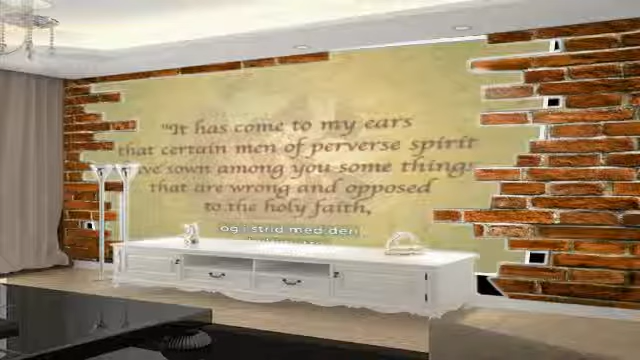 "It has come to my ears
that certain men of perverse spirit
have sown among you some things
that are wrong and opposed
to the holy faith,
og i strid med den